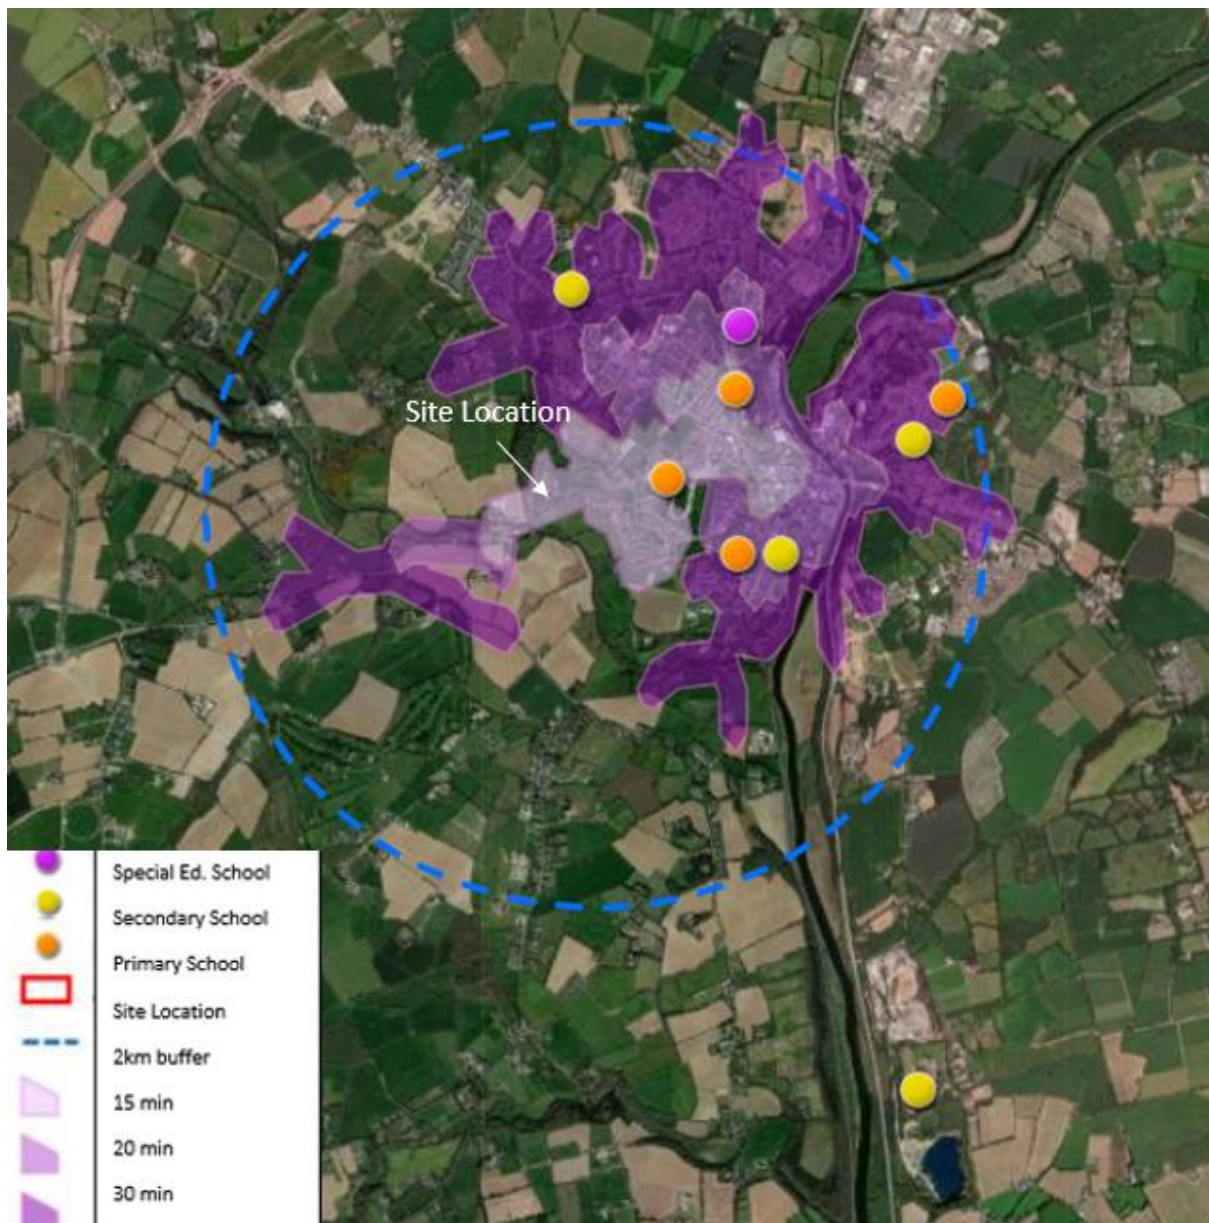 Site Location
Special Ed. School
Secondary School
Primary School
Site Location
2km buffer
15 min
20 min
30 min